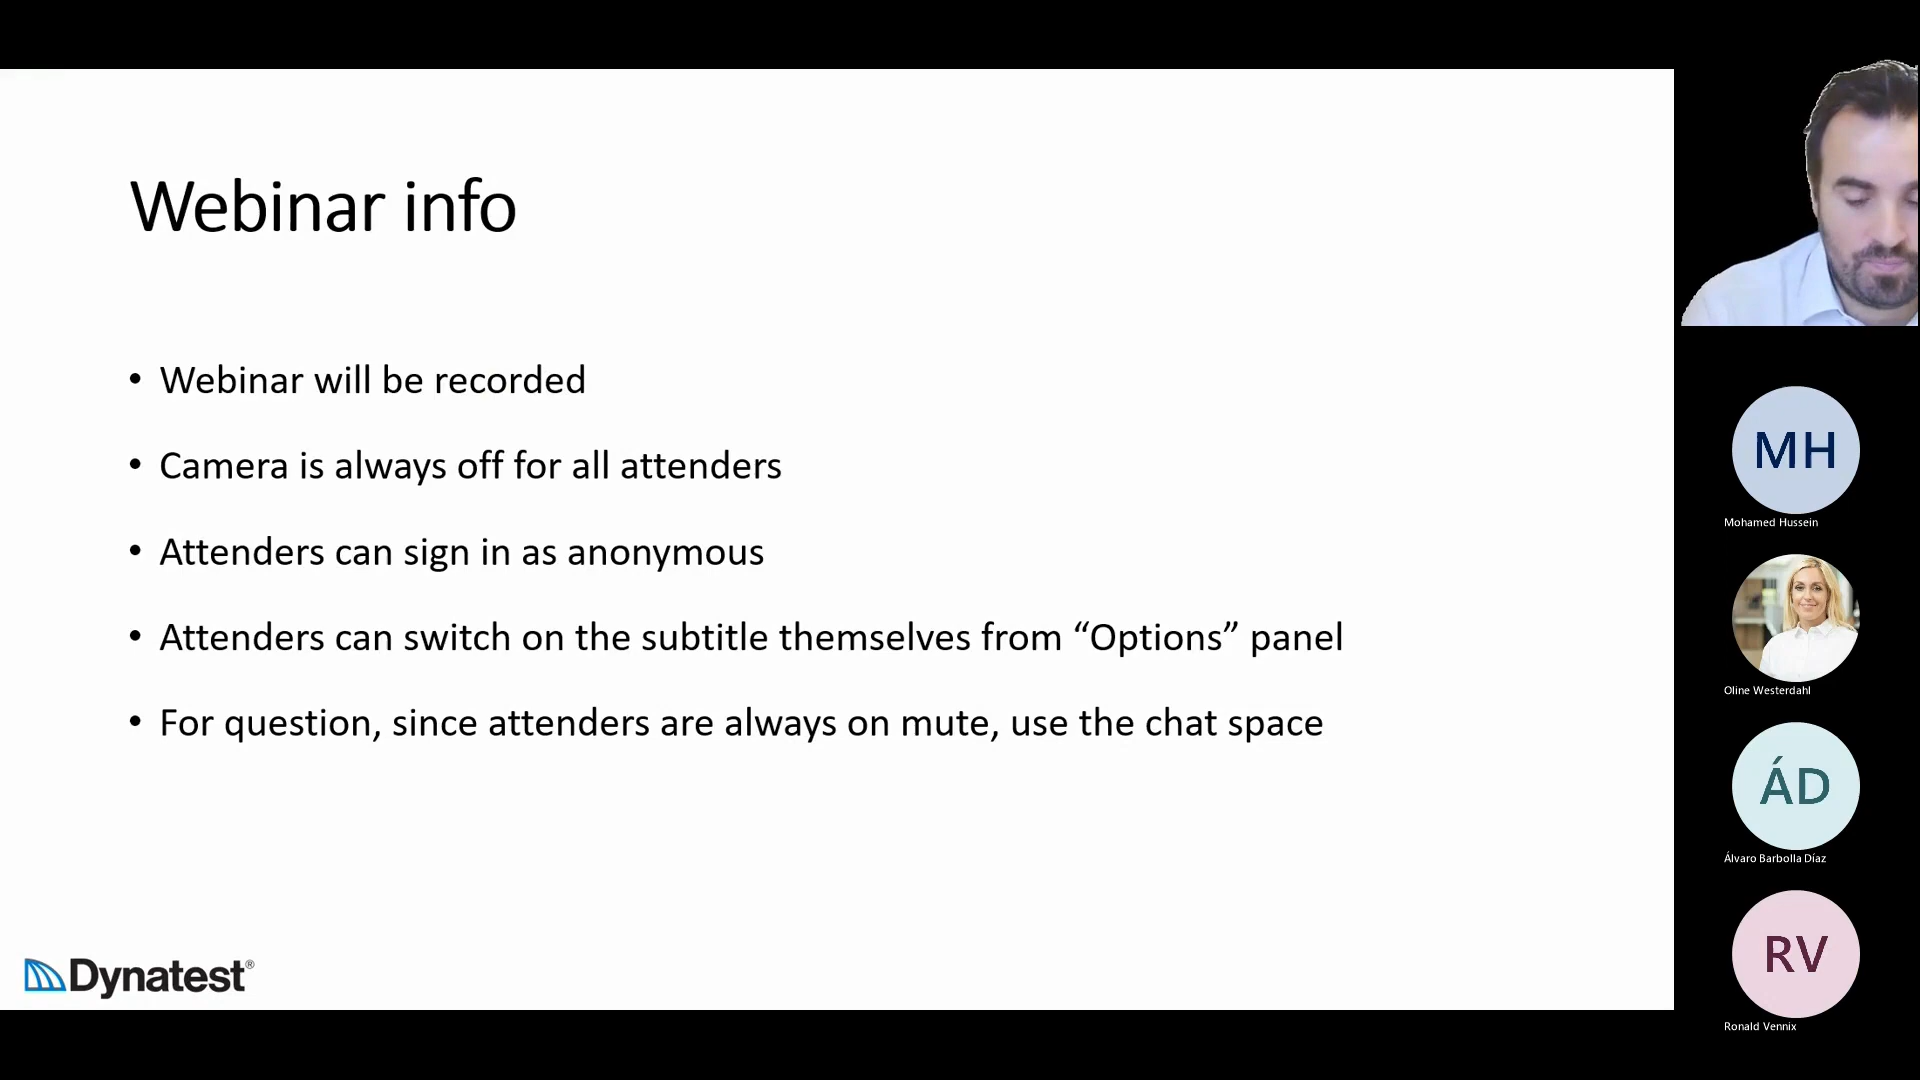 Webinar info
• Webinar will be recorded
• Camera is always off for all attenders
• Attenders can sign in as anonymous
• Attenders can switch on the subtitle themselves from “Options” panel
• For question, since attenders are always on mute, use the chat space
Dynatest®
MH
Mohamed Hussein
Oline Westerdahl
ÁD
Álvaro Barbolla Díaz
RV
Ronald Vennix